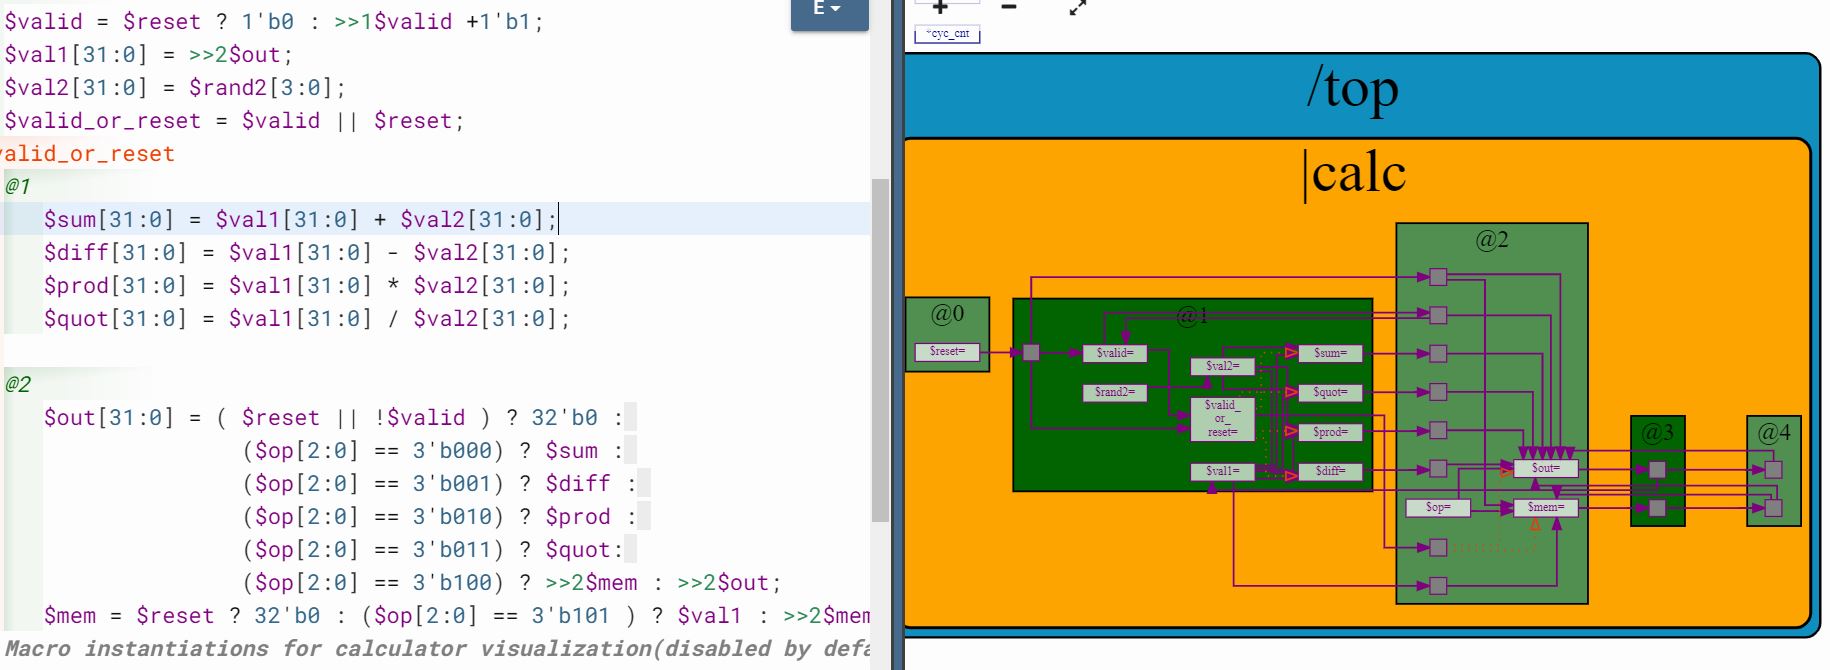 $valid = $reset ? 1'b0 : >>1$valid +1'b1;
$val1[31:0] = >>2$out;
$val2[31:0] = $rand2[3:0];
$valid_or_reset = $valid || $reset;
valid_or_reset
@1
$sum[31:0] = $val1[31:0] + $val2[31:0];
$diff[31:0] = $val1[31:0] - $val2[31:0];
$prod[31:0] = $val1[31:0] * $val2[31:0];
$quot[31:0] = $val1[31:0] / $val2[31:0];
@2
$out[31:0] = ( $reset || !$valid ) ? 32'b0 :
($op[2:0] == 3'b000) ? $sum :
($op[2:0] == 3'b001) ? $diff :
($op[2:0] == 3'b010) ? $prod :
($op[2:0] == 3'b011) ? $quot:
($op[2:0] == 3'b100) ? >>2$mem : >>2$out;
$mem = $reset ? 32'b0 : ($op[2:0] == 3'b101 ) ? $val1 : >>2$mem
Macro instantiations for calculator visualization(disabled by defa
E
+ −
*cyc_cnt
/top
|calc
@0
$reset=
@1
$valid=
$rand2=
$val2=
$valid_
or_
reset=
$val1=
$sum=
$quot=
$prod=
$diff=
@2
$out=
$op=
$mem=
@3
@4